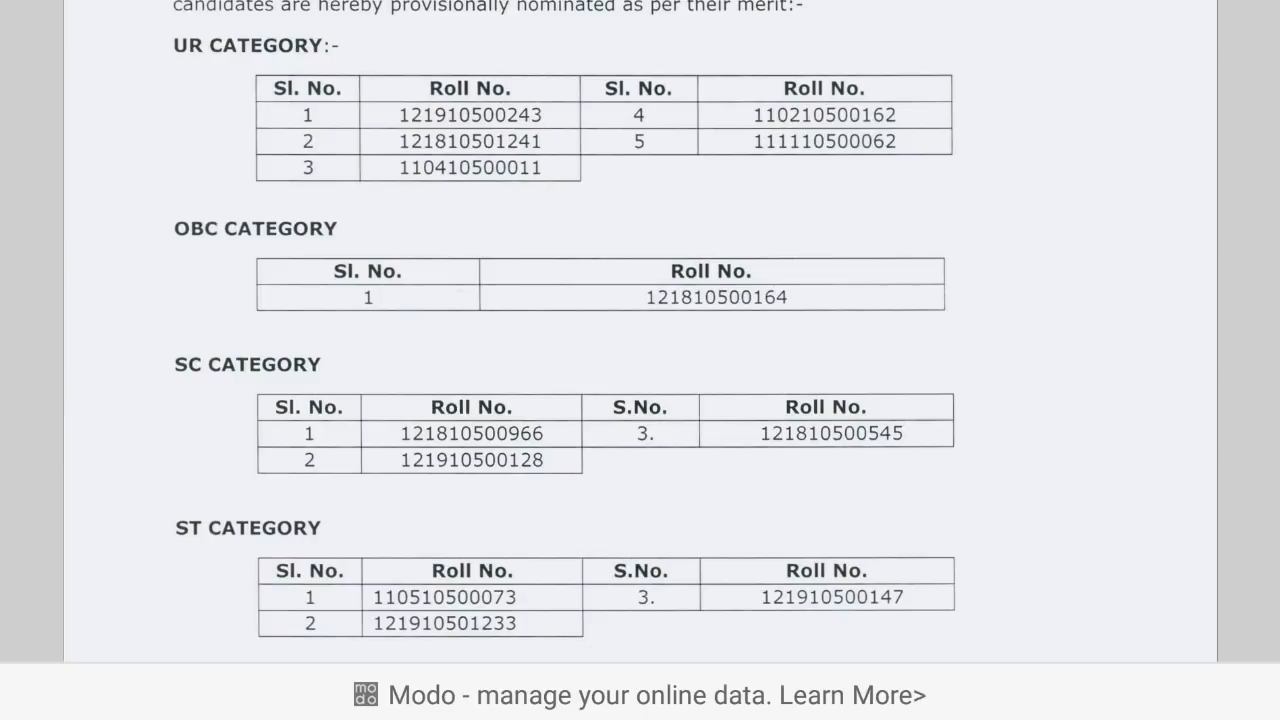 candidates are hereby provisionally nominated as per their merit:-
UR CATEGORY:-
Sl. No. Roll No. Sl. No. Roll No.
1 121910500243 4 110210500162
2 121810501241 5 111110500062
3 110410500011
OBC CATEGORY
Sl. No. Roll No.
1 121810500164
SC CATEGORY
Sl. No. Roll No. S.No. Roll No.
1 121810500966 3. 121810500545
2 121910500128
ST CATEGORY
Sl. No. Roll No. S.No. Roll No.
1 110510500073 3. 121910500147
2 121910501233
modo Modo - manage your online data. Learn More>